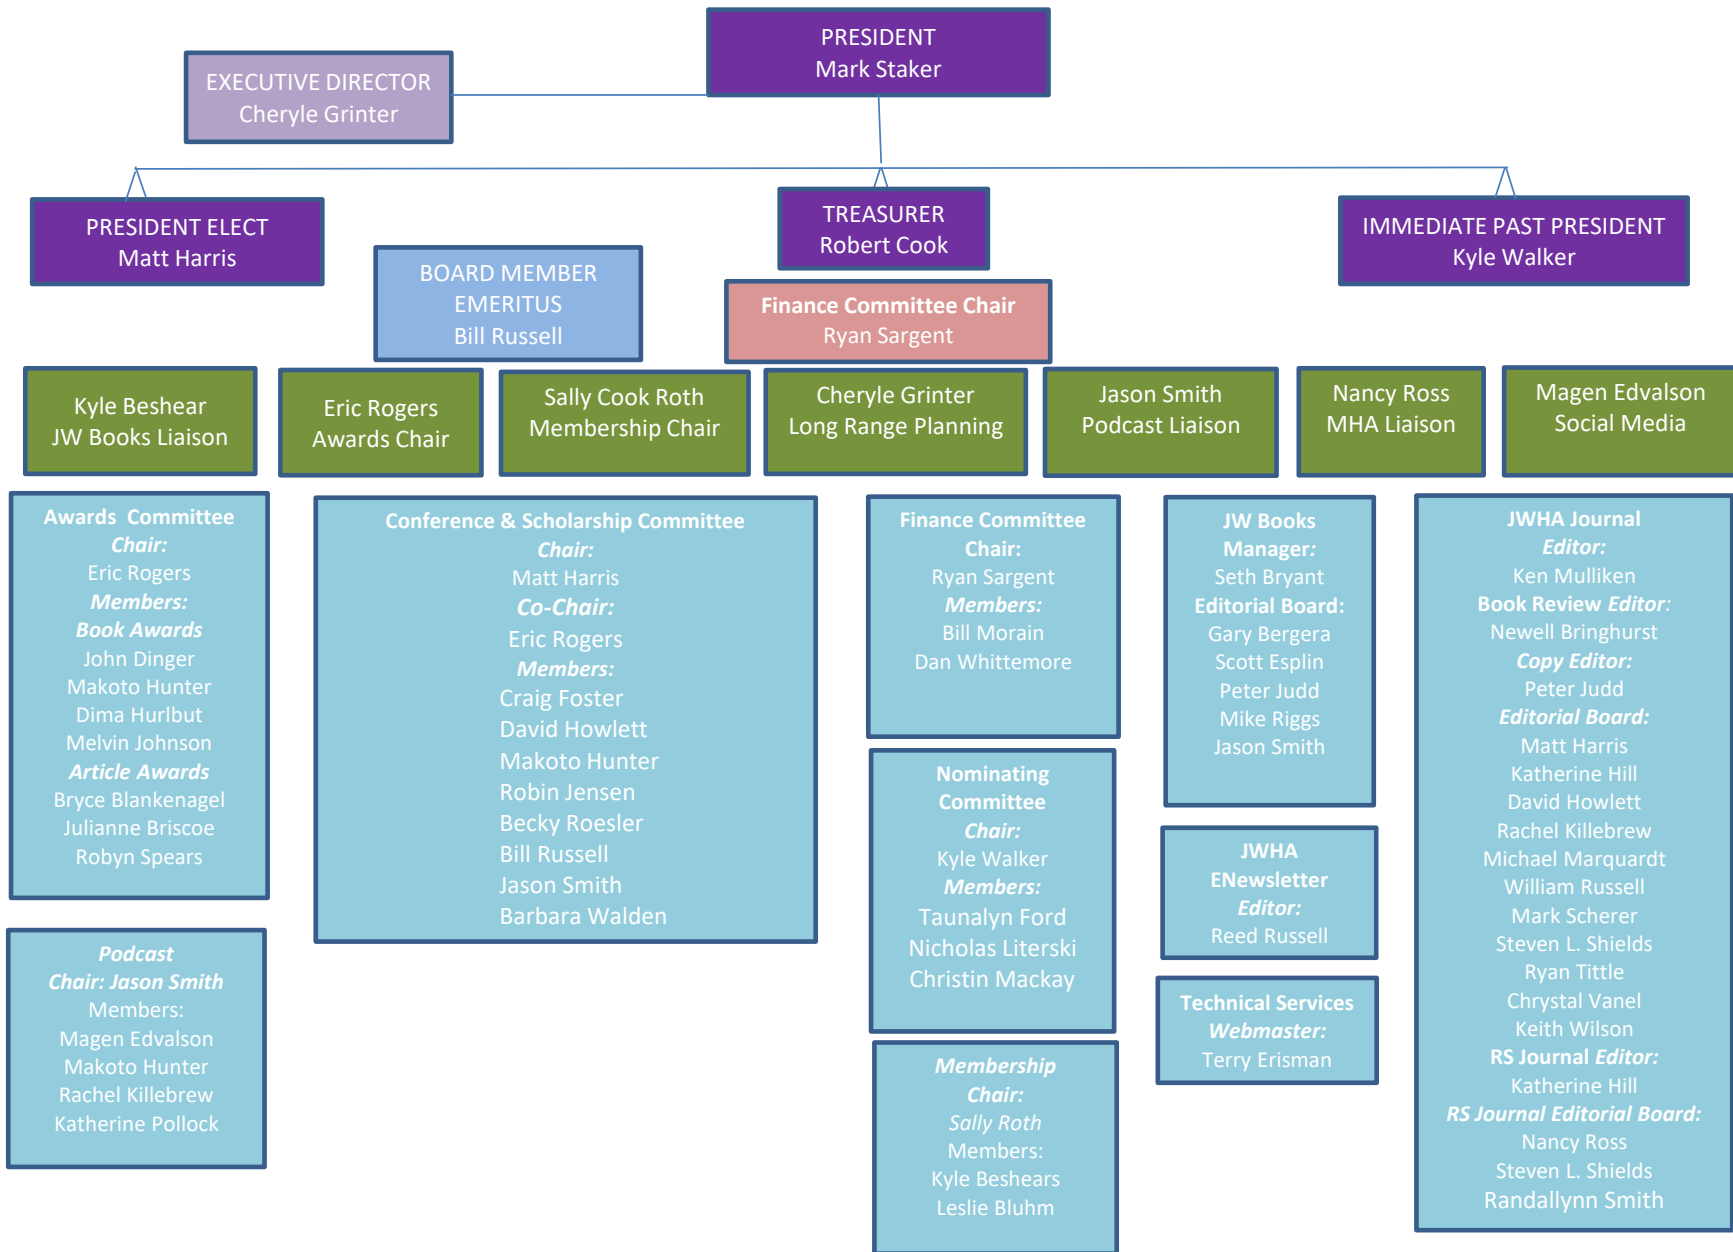 PRESIDENT
Mark Staker
EXECUTIVE DIRECTOR
Cheryle Grinter
PRESIDENT ELECT
Matt Harris
TREASURER
Robert Cook
IMMEDIATE PAST PRESIDENT
Kyle Walker
BOARD MEMBER
EMERITUS
Bill Russell
Finance Committee Chair
Ryan Sargent
Kyle Beshear
JW Books Liaison
Eric Rogers
Awards Chair
Sally Cook Roth
Membership Chair
Cheryle Grinter
Long Range Planning
Jason Smith
Podcast Liaison
Nancy Ross
MHA Liaison
Magen Edvalson
Social Media
Awards  Committee
Chair:
Eric Rogers
Members:
Book Awards
John Dinger
Makoto Hunter
Dima Hurlbut
Melvin Johnson
Article Awards
Bryce Blankenagel
Julianne Briscoe
Robyn Spears
Podcast
Chair: Jason Smith
Members:
Magen Edvalson
Makoto Hunter
Rachel Killebrew
Katherine Pollock
Conference & Scholarship Committee
Chair:
Matt Harris
Co-Chair:
Eric Rogers
Members:
Craig Foster
David Howlett
Makoto Hunter
Robin Jensen
Becky Roesler
Bill Russell
Jason Smith
Barbara Walden
Finance Committee
Chair:
Ryan Sargent
Members:
Bill Morain
Dan Whittemore
Nominating
Committee
Chair:
Kyle Walker
Members:
Taunalyn Ford
Nicholas Literski
Christin Mackay
Membership
Chair:
Sally Roth
Members:
Kyle Beshears
Leslie Bluhm
JW Books
Manager:
Seth Bryant
Editorial Board:
Gary Bergera
Scott Esplin
Peter Judd
Mike Riggs
Jason Smith
JWHA
ENewsletter
Editor:
Reed Russell
Technical Services
Webmaster:
Terry Erisman
JWHA Journal
Editor:
Ken Mulliken
Book Review Editor:
Newell Bringhurst
Copy Editor:
Peter Judd
Editorial Board:
Matt Harris
Katherine Hill
David Howlett
Rachel Killebrew
Michael Marquardt
William Russell
Mark Scherer
Steven L. Shields
Ryan Tittle
Chrystal Vanel
Keith Wilson
RS Journal Editor:
Katherine Hill
RS Journal Editorial Board:
Nancy Ross
Steven L. Shields
Randallynn Smith